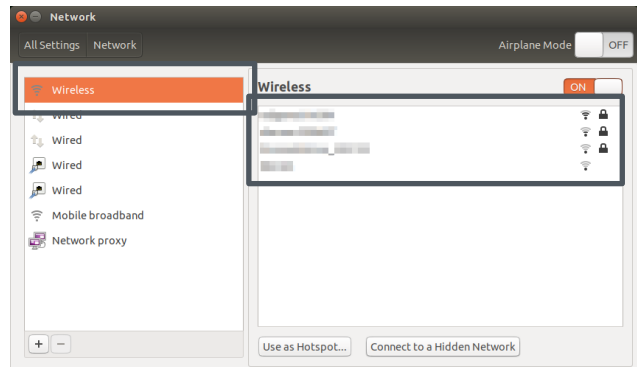 Network
All Settings Network Airplane Mode OFF
Wireless
Wired
Wired
Wired
Wired
Mobile broadband
Network proxy
+ −
Wireless ON
Use as Hotspot... Connect to a Hidden Network